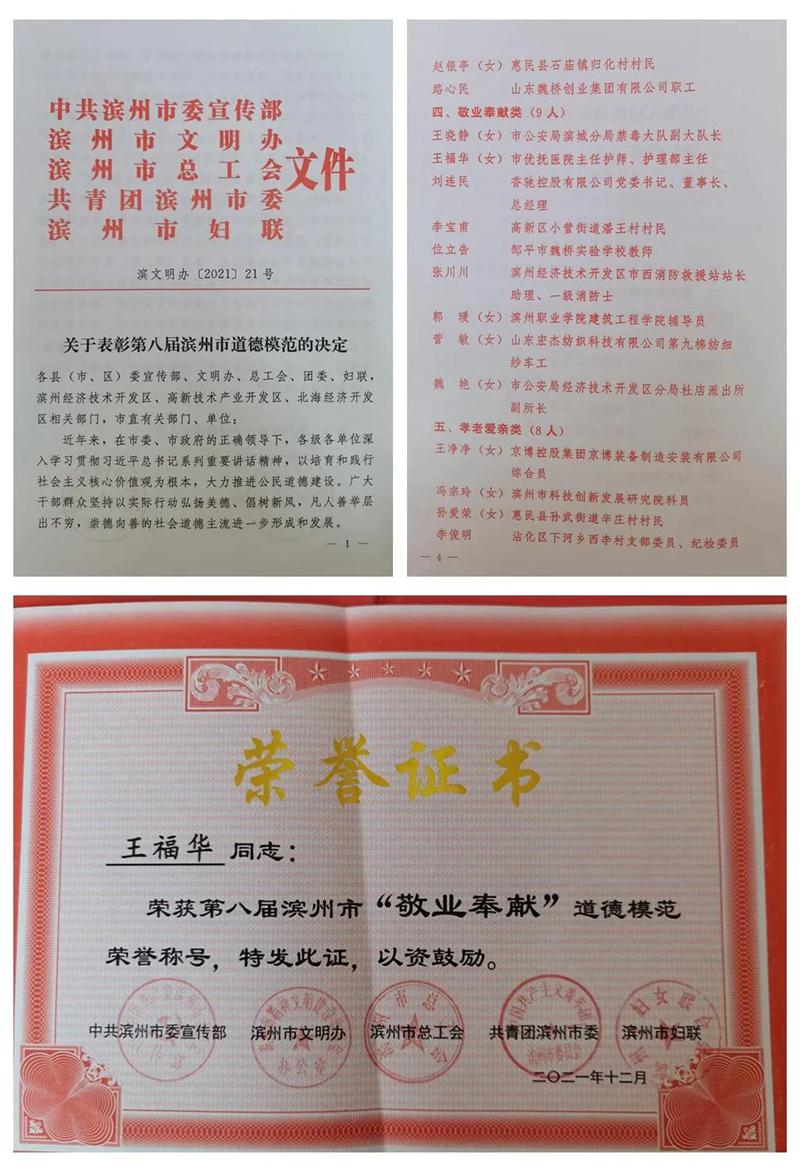 中共滨州市委宣传部
滨州市文明办
滨州市总工会
共青团滨州市委
滨州市妇联
文件
滨文明办〔2021〕21号
关于表彰第八届滨州市道德模范的决定
各县（市、区）委宣传部、文明办、总工会、团委、妇联，
滨州经济技术开发区、高新技术产业开发区、北海经济开发
区相关部门，市直有关部门、单位：
近年来，在市委、市政府的正确领导下，各级各单位深
入学习贯彻习近平总书记系列重要讲话精神，以培育和践行
社会主义核心价值观为根本，大力推进公民道德建设。广大
干部群众坚持以实际行动弘扬美德、倡树新风，凡人善举层
出不穷，崇德向善的社会道德主流进一步形成和发展。
— 1 —
赵银亭（女）惠民县石庙镇归化村村民
路心民 山东魏桥创业集团有限公司职工
四、敬业奉献类（9人）
王晓静（女）市公安局滨城分局禁毒大队副大队长
王福华（女）市优抚医院主任护师、护理部主任
刘连民 香驰控股有限公司党委书记、董事长、
总经理
李宝甫 高新区小营街道潘王村村民
位立告 邹平市魏桥实验学校教师
张川川 滨州经济技术开发区市西消防救援站站长
助理、一级消防士
郭 瑷（女）滨州职业学院建筑工程学院辅导员
菅 敏（女）山东宏杰纺织科技有限公司第九棉纺细
纱车工
魏 艳（女）市公安局经济技术开发区分局杜店派出所
副所长
五、孝老爱亲类（8人）
王净净（女）京博控股集团京博装备制造安装有限公司
综合员
冯宗玲（女）滨州市科技创新发展研究院科员
孙爱荣（女）惠民县孙武街道辛庄村村民
李俊明 沾化区下河乡西李村支部委员、纪检委员
— 4 —
荣誉证书
王福华 同志：
荣获第八届滨州市“敬业奉献”道德模范
荣誉称号，特发此证，以资鼓励。
中共滨州市委宣传部 滨州市文明办 滨州市总工会 共青团滨州市委 滨州市妇联
二〇二一年十二月